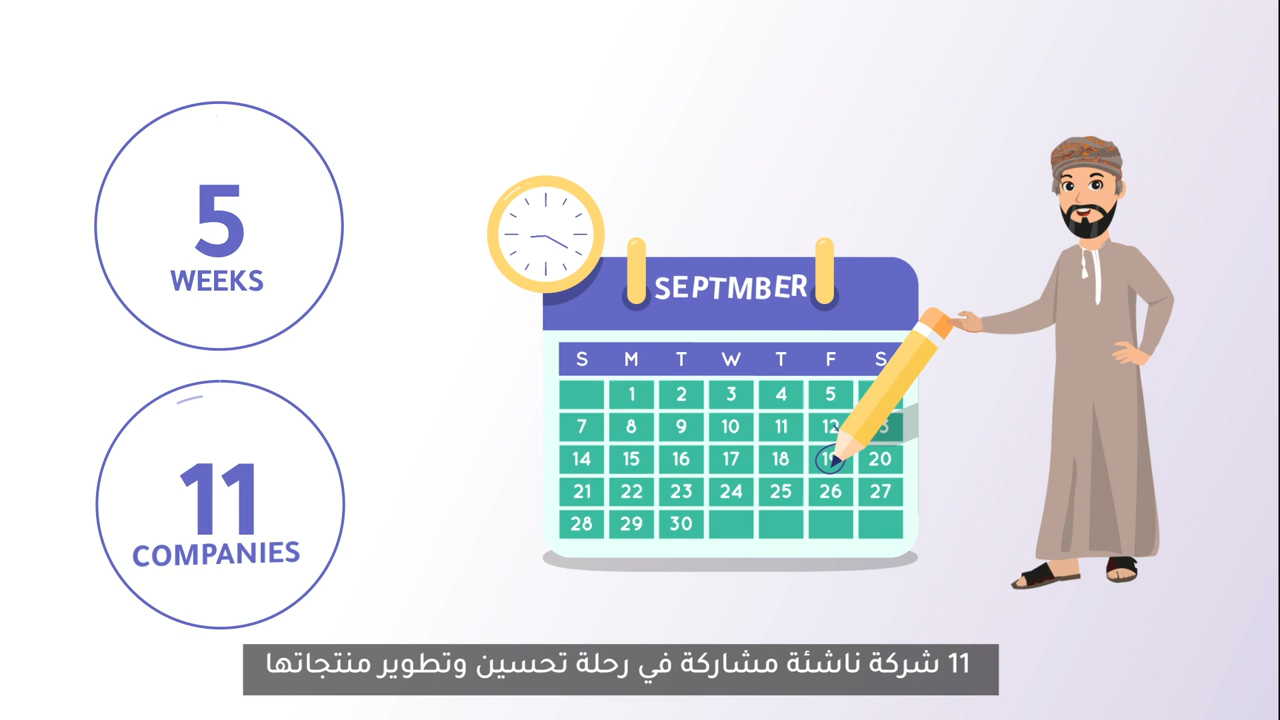 5
WEEKS
11
COMPANIES
SEPTMBER
S M T W T F S
1 2 3 4 5
7 8 9 10 11 12
14 15 16 17 18 19 20
21 22 23 24 25 26 27
28 29 30
11 شركة ناشئة مشاركة في رحلة تحسين وتطوير منتجاتها